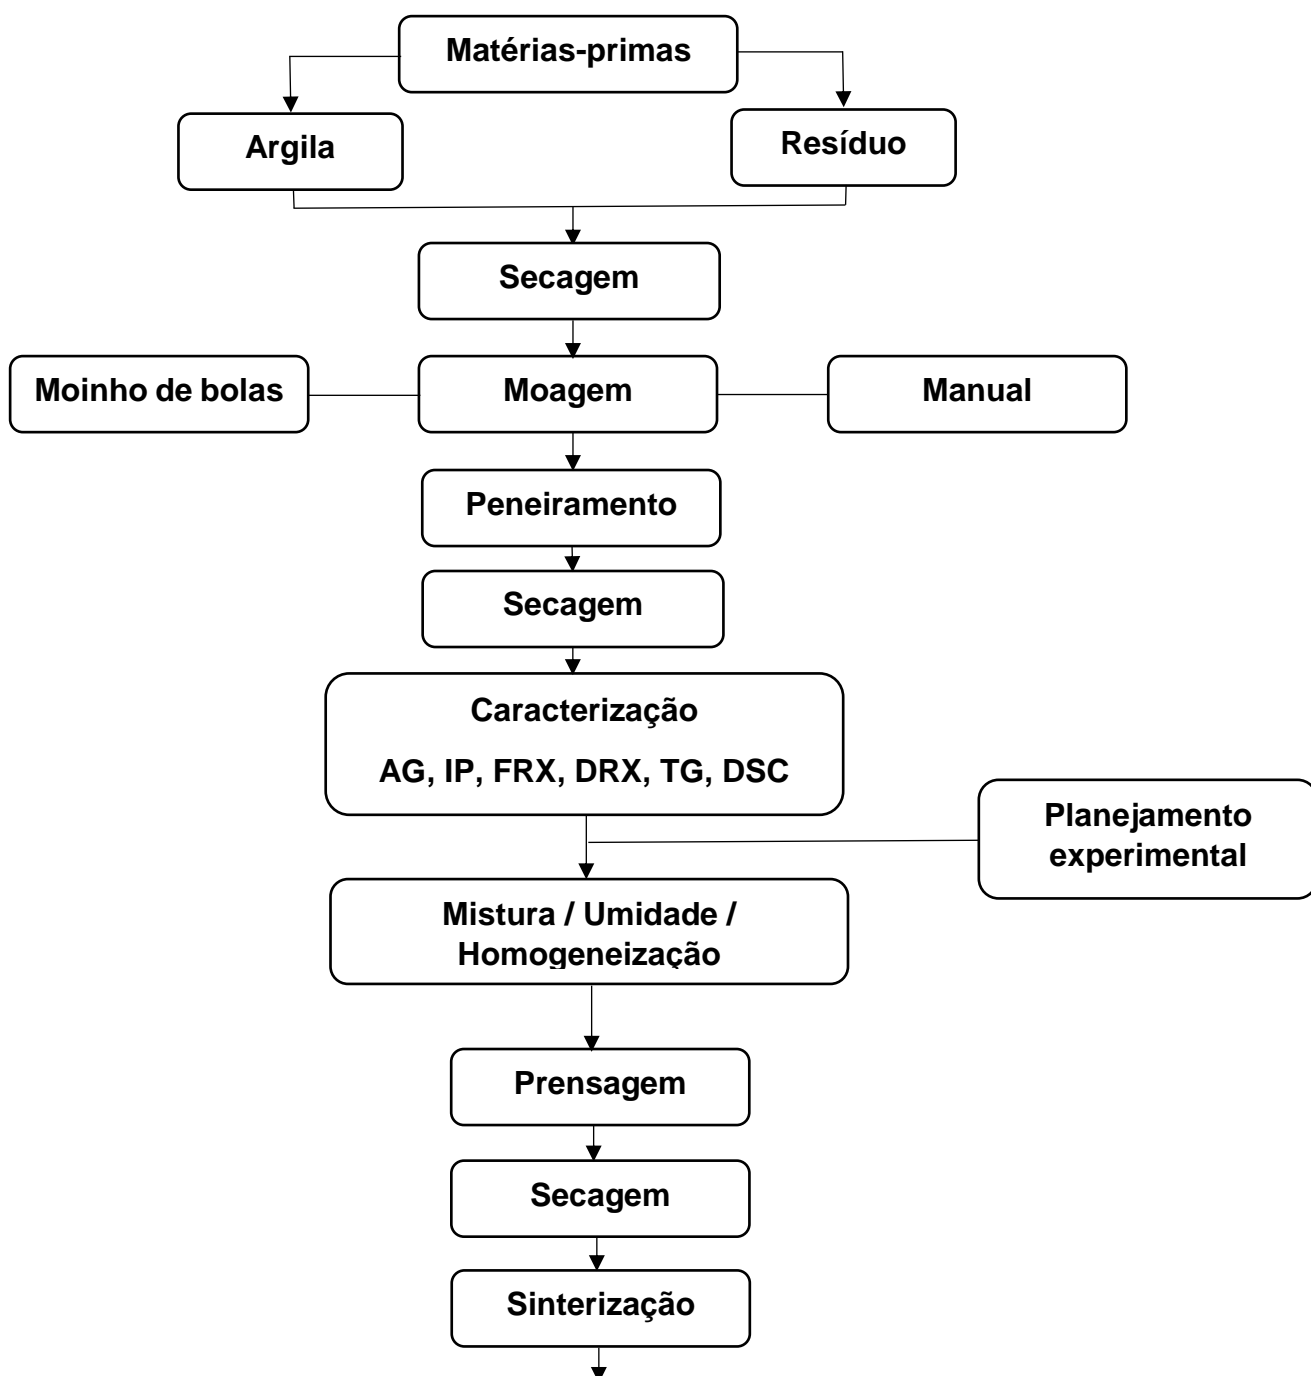 Matérias-primas
Argila
Resíduo
Secagem
Moinho de bolas
Moagem
Manual
Peneiramento
Secagem
Caracterização
AG, IP, FRX, DRX, TG, DSC
Planejamento
experimental
Mistura / Umidade /
Homogeneização
Prensagem
Secagem
Sinterização